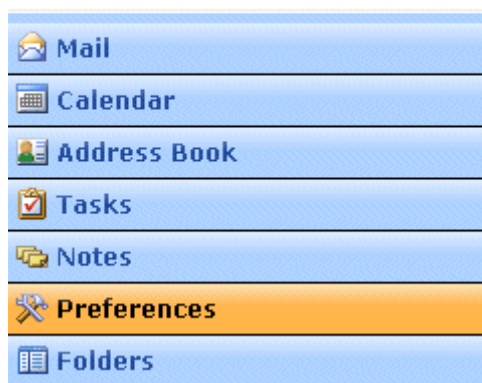 Mail
Calendar
Address Book
Tasks
Notes
Preferences
Folders